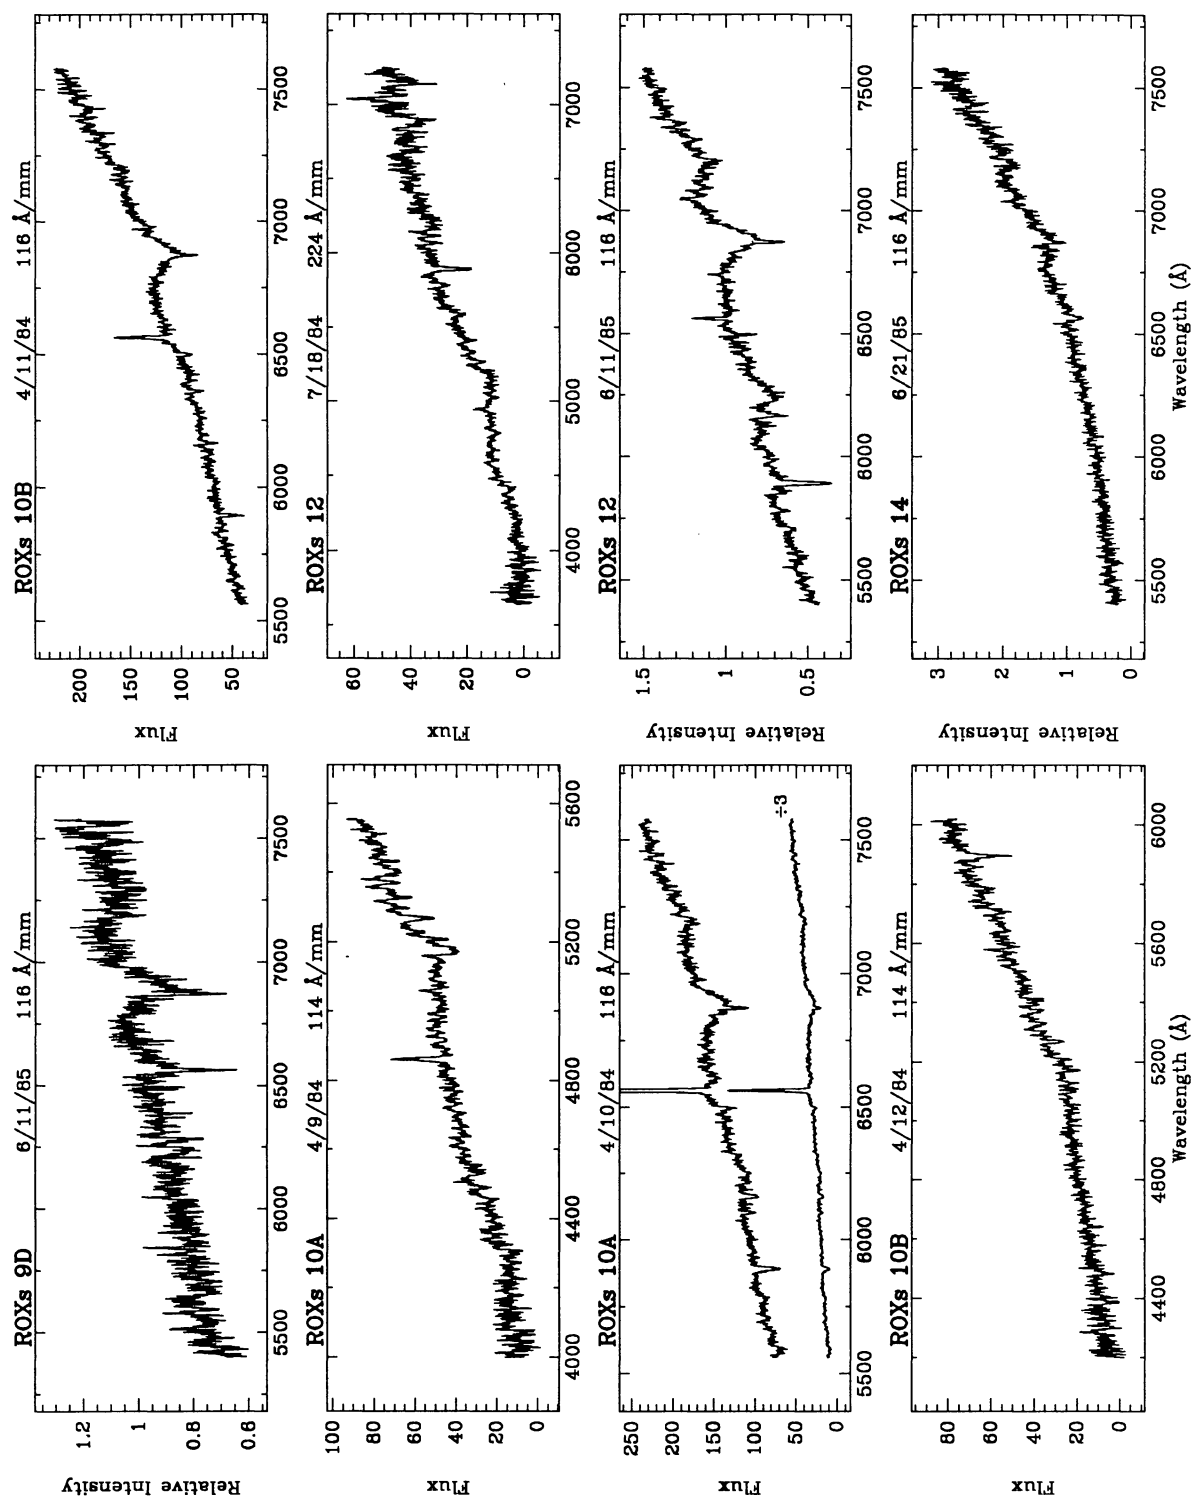 ROXs 9D 6/11/85 116 Å/mm
Relative Intensity
1.2
1
0.8
0.6
5500 6000 6500 7000 7500
ROXs 10A 4/9/84 114 Å/mm
Flux
100
80
60
40
20
0
4000 4400 4800 5200 5600
ROXs 10A 4/10/84 116 Å/mm
Flux
250
200
150
100
50
0
÷3
5500 6000 6500 7000 7500
ROXs 10B 4/12/84 114 Å/mm
Flux
80
60
40
20
0
4400 4800 5200 5600 6000
Wavelength (Å)
ROXs 10B 4/11/84 116 Å/mm
Flux
200
150
100
50
5500 6000 6500 7000 7500
ROXs 12 7/18/84 224 Å/mm
Flux
60
40
20
0
4000 5000 6000 7000
ROXs 12 6/11/85 116 Å/mm
Relative Intensity
1.5
1
0.5
5500 6000 6500 7000 7500
ROXs 14 6/21/85 116 Å/mm
Relative Intensity
3
2
1
0
5500 6000 6500 7000 7500
Wavelength (Å)